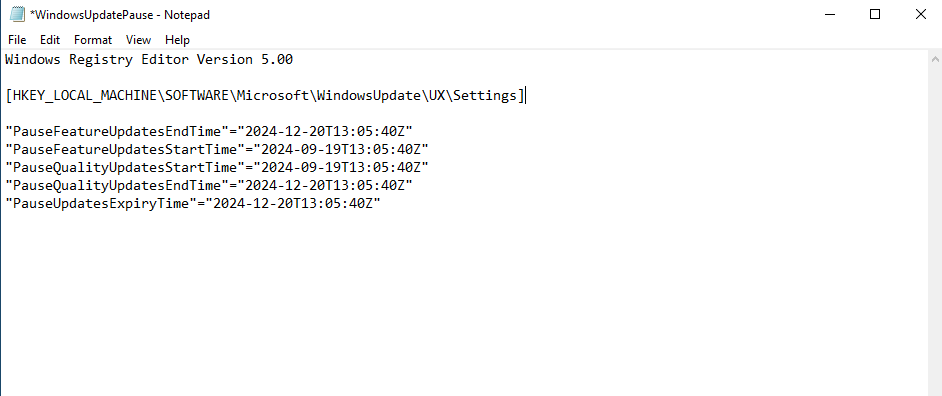 *WindowsUpdatePause - Notepad
File Edit Format View Help
Windows Registry Editor Version 5.00
[HKEY_LOCAL_MACHINE\SOFTWARE\Microsoft\WindowsUpdate\UX\Settings]
"PauseFeatureUpdatesEndTime"="2024-12-20T13:05:40Z"
"PauseFeatureUpdatesStartTime"="2024-09-19T13:05:40Z"
"PauseQualityUpdatesStartTime"="2024-09-19T13:05:40Z"
"PauseQualityUpdatesEndTime"="2024-12-20T13:05:40Z"
"PauseUpdatesExpiryTime"="2024-12-20T13:05:40Z"